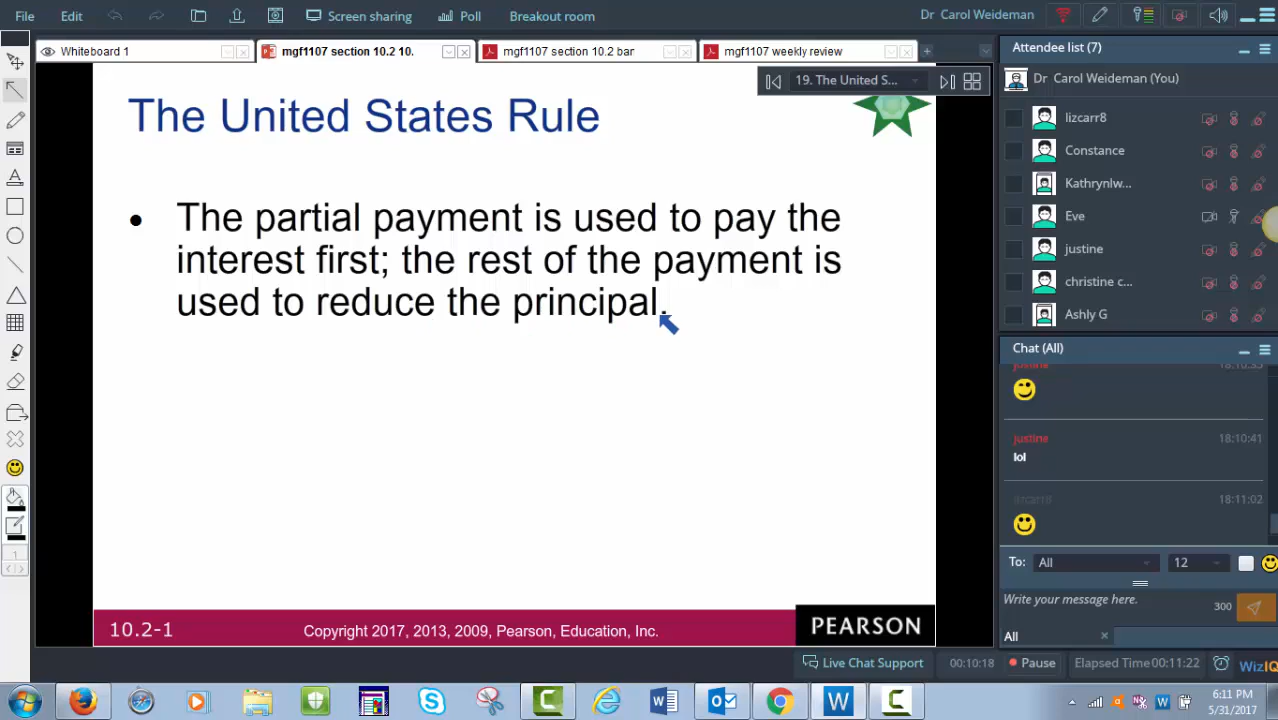 File Edit Screen sharing Poll Breakout room Dr Carol Weideman
Whiteboard 1 mgf1107 section 10.2 10. mgf1107 section 10.2 bar mgf1107 weekly review
19. The United S...
The United States Rule
• The partial payment is used to pay the
interest first; the rest of the payment is
used to reduce the principal.
10.2-1 Copyright 2017, 2013, 2009, Pearson, Education, Inc. PEARSON
Attendee list (7)
Dr Carol Weideman (You)
lizcarr8
Constance
Kathrynlw...
Eve
justine
christine c...
Ashly G
Chat (All)
justine 18:10:35
justine 18:10:41
lol
18:11:02
To: All 12
Write your message here. 300
All
1
Live Chat Support 00:10:18 Pause Elapsed Time 00:11:22 WizIQ
6:11 PM
5/31/2017